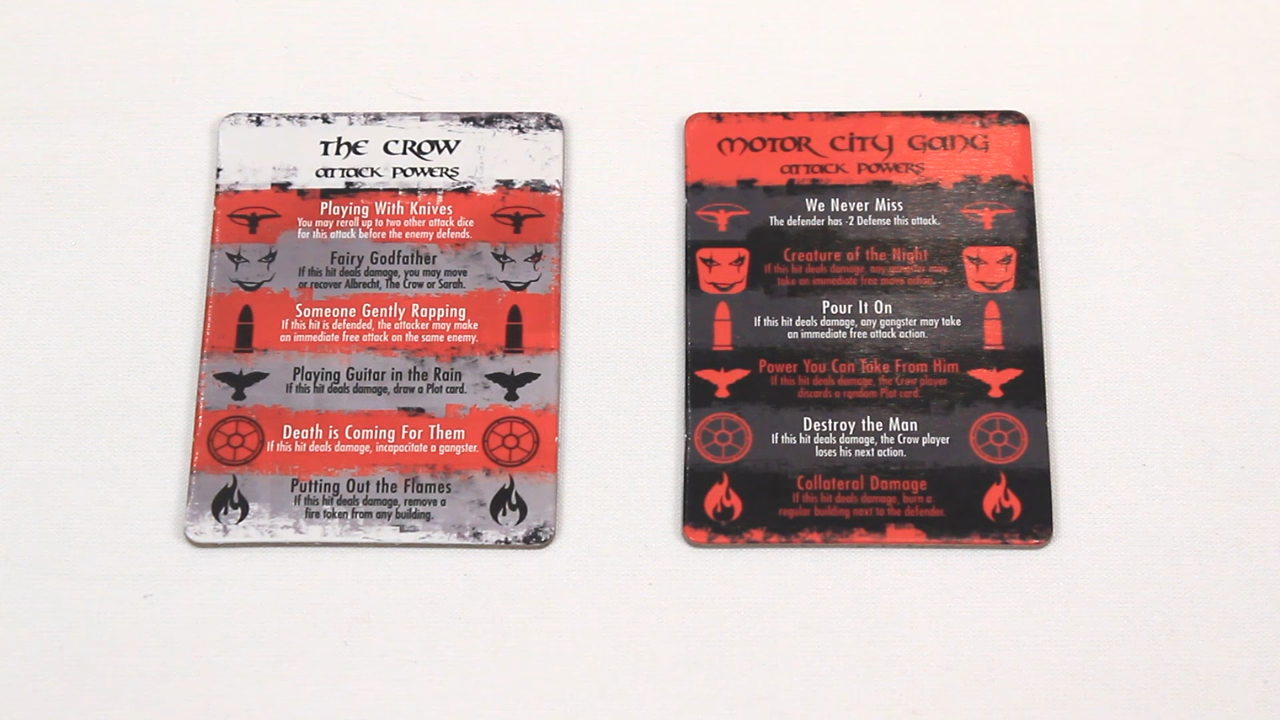 THE CROW
ATTACK POWERS
Playing With Knives
You may reroll up to two other attack dice
for this attack before the enemy defends.
Fairy Godfather
If this hit deals damage, you may move
or recover Albrecht, The Crow or Sarah.
Someone Gently Rapping
If this hit is defended, the attacker may make
an immediate free attack on the same enemy.
Playing Guitar in the Rain
If this hit deals damage, draw a Plot card.
Death is Coming For Them
If this hit deals damage, incapacitate a gangster.
Putting Out the Flames
If this hit deals damage, remove a
fire token from any building.
MOTOR CITY GANG
ATTACK POWERS
We Never Miss
The defender has -2 Defense this attack.
Creature of the Night
If this hit deals damage, any gangster may
take an immediate free move action.
Pour It On
If this hit deals damage, any gangster may take
an immediate free attack action.
Power You Can Take From Him
If this hit deals damage, the Crow player
discards a random Plot card.
Destroy the Man
If this hit deals damage, the Crow player
loses his next action.
Collateral Damage
If this hit deals damage, burn a
regular building next to the defender.